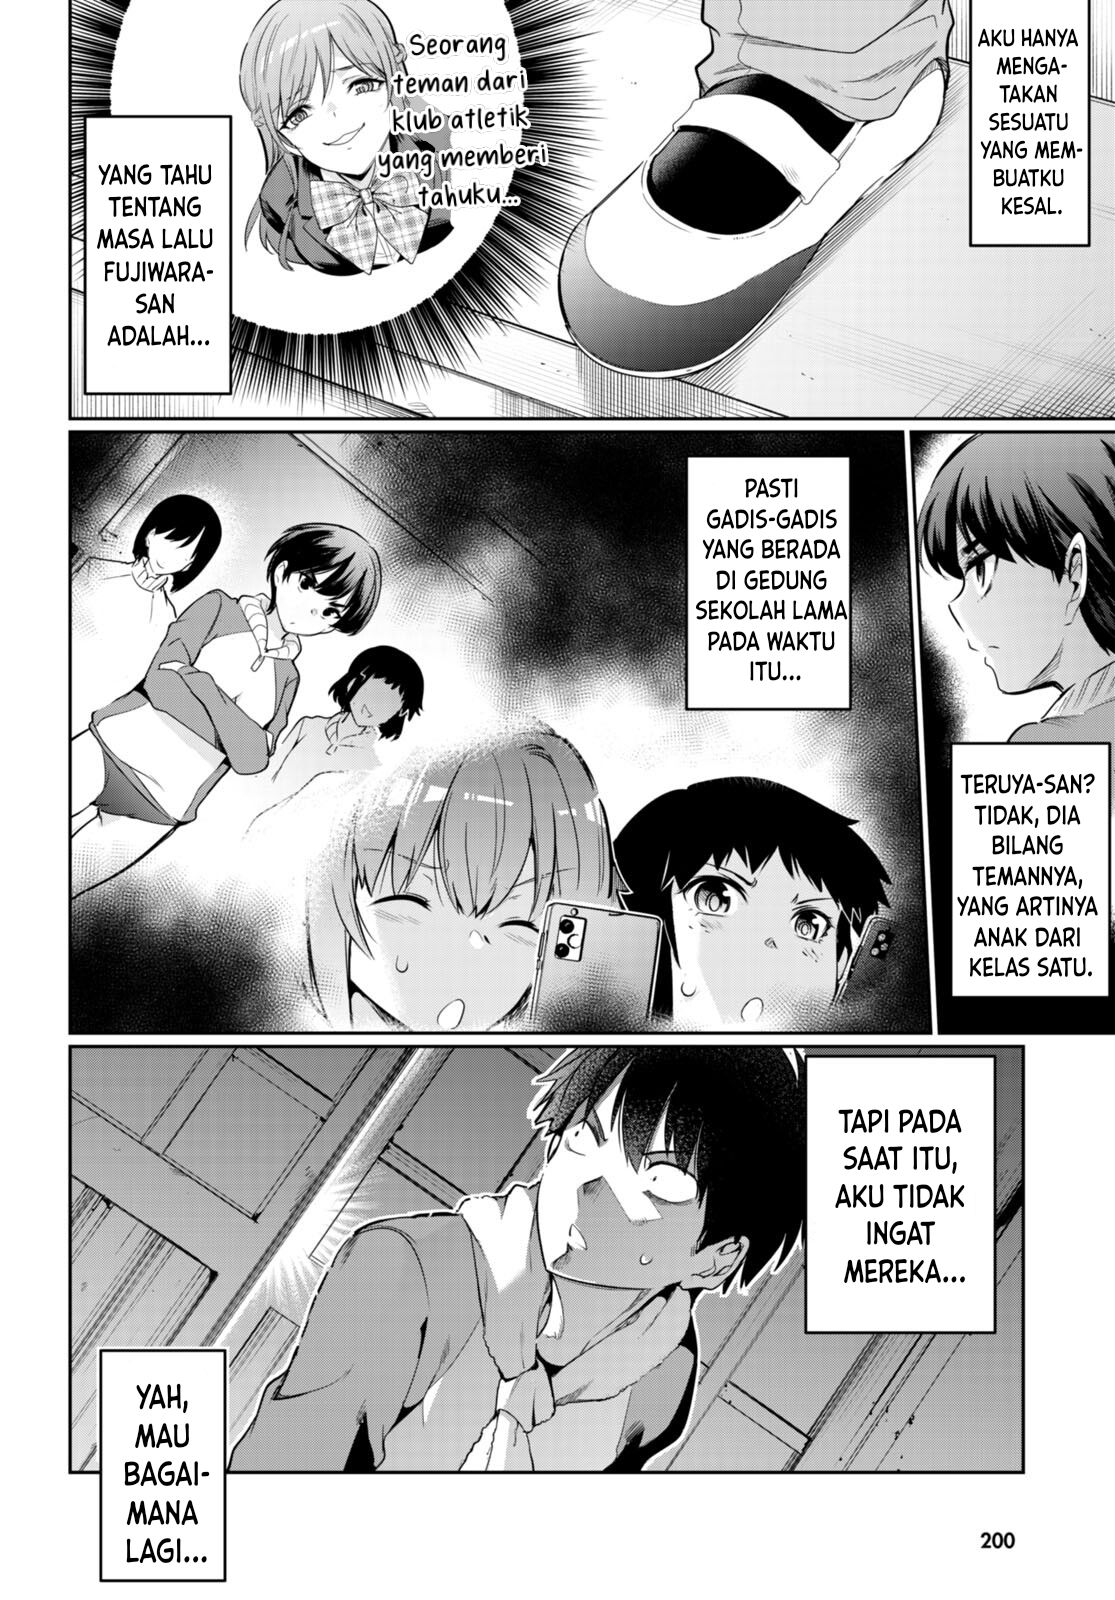 AKU HANYA
MENGA-
TAKAN
SESUATU
YANG MEM-
BUATKU
KESAL.
Seorang
teman dari
klub atletik
yang memberi
tahuku...
YANG TAHU
TENTANG
MASA LALU
FUJIWARA-
SAN
ADALAH...
TERUYA-SAN?
TIDAK, DIA
BILANG
TEMANNYA,
YANG ARTINYA
ANAK DARI
KELAS SATU.
PASTI
GADIS-GADIS
YANG BERADA
DI GEDUNG
SEKOLAH LAMA
PADA WAKTU
ITU...
TAPI PADA
SAAT ITU,
AKU TIDAK
INGAT
MEREKA...
YAH,
MAU
BAGAI-
MANA
LAGI...
200